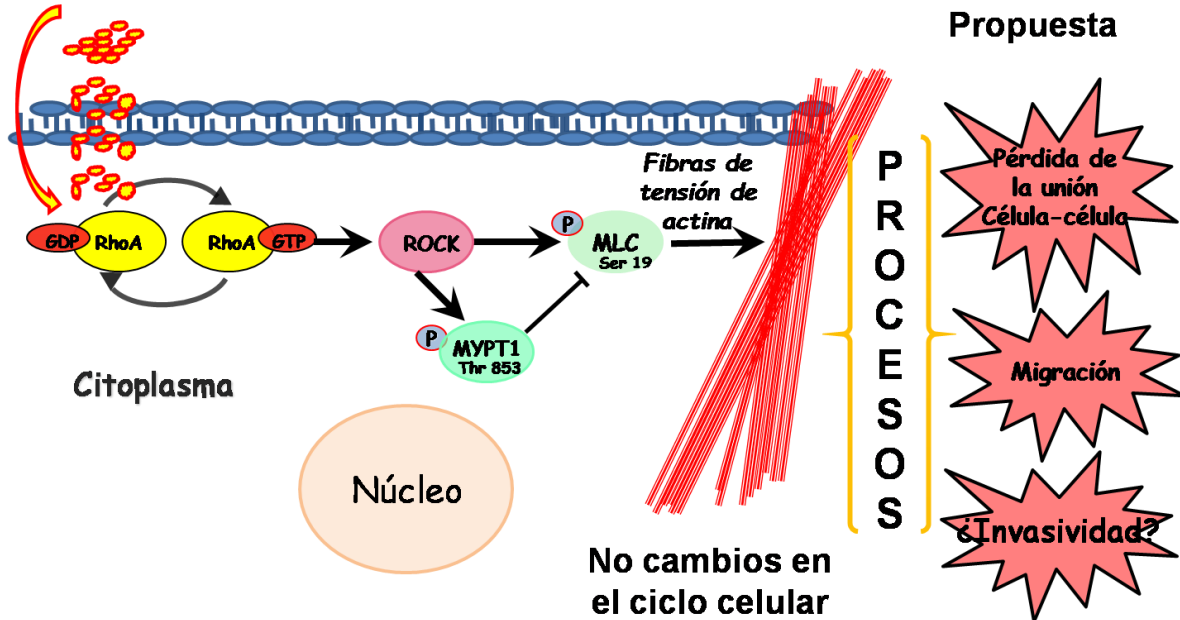 Propuesta
Fibras de
tensión de
actina
GDP
RhoA
RhoA
GTP
ROCK
P
MLC
Ser 19
P
MYPT1
Thr 853
Citoplasma
Núcleo
No cambios en
el ciclo celular
P
R
O
C
E
S
O
S
Pérdida de
la unión
Célula-célula
Migración
¿Invasividad?